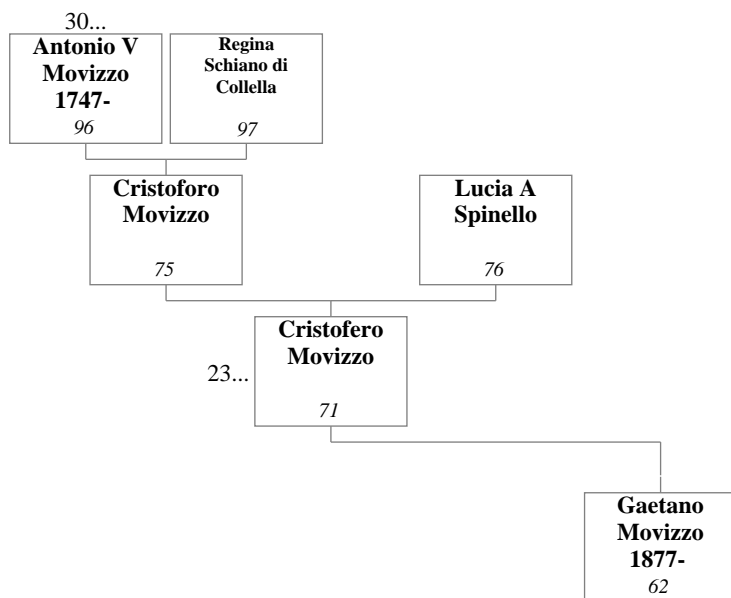 30...
Antonio V
Movizzo
1747-
96
Regina
Schiano di
Collella
97
Cristoforo
Movizzo
75
Lucia A
Spinello
76
Cristofero
Movizzo
71
23...
Gaetano
Movizzo
1877-
62